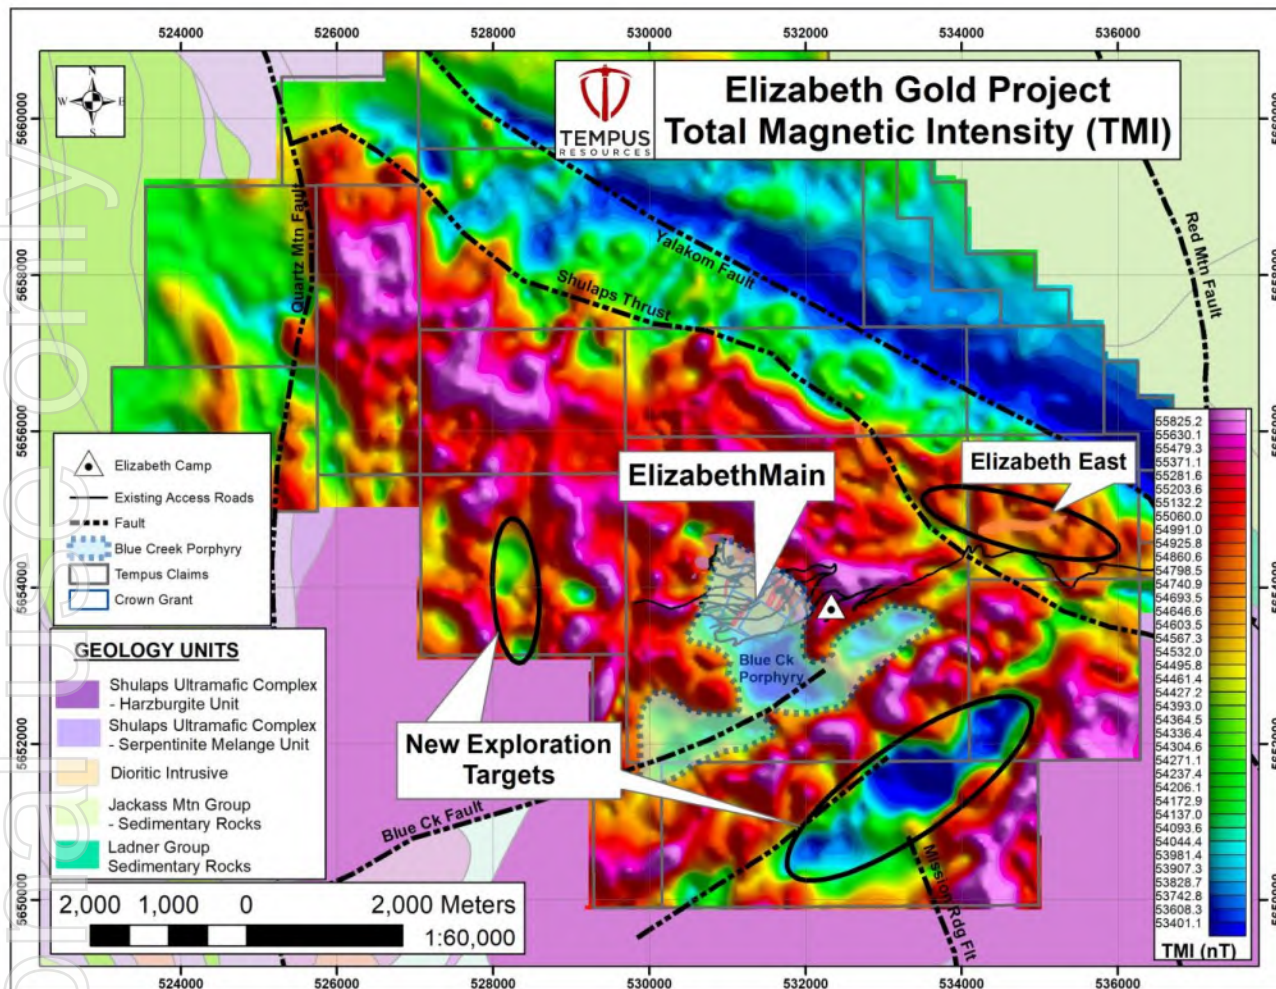 524000 526000 528000 530000 532000 534000 536000
N
W E
S
TEMPUS
RESOURCES
Elizabeth Gold Project
Total Magnetic Intensity (TMI)
5660000
5660000
Quartz Mtn Fault
Yalakom Fault
Shulaps Thrust
Red Mtn Fault
5658000
5658000
5656000
5656000
Elizabeth Camp
Existing Access Roads
Fault
Blue Creek Porphyry
Tempus Claims
Crown Grant
ElizabethMain
Elizabeth East
5654000
5654000
Blue Ck
Porphyry
GEOLOGY UNITS
Shulaps Ultramafic Complex
- Harzburgite Unit
Shulaps Ultramafic Complex
- Serpentinite Melange Unit
Dioritic Intrusive
Jackass Mtn Group
- Sedimentary Rocks
Ladner Group
Sedimentary Rocks
New Exploration
Targets
5652000
5652000
Blue Ck Fault
Mission Rdg Flt
5650000
5650000
2,000 1,000 0 2,000 Meters
1:60,000
55825.2
55630.1
55479.3
55371.1
55281.6
55203.6
55132.2
55060.0
54991.0
54925.8
54860.6
54798.5
54740.9
54693.5
54646.6
54603.5
54567.3
54532.0
54495.8
54461.4
54427.2
54393.0
54364.5
54336.4
54304.6
54271.1
54237.4
54206.1
54172.9
54137.0
54093.6
54044.4
53981.4
53907.3
53828.7
53742.8
53608.3
53401.1
TMI (nT)
524000 526000 528000 530000 532000 534000 536000
onal use only